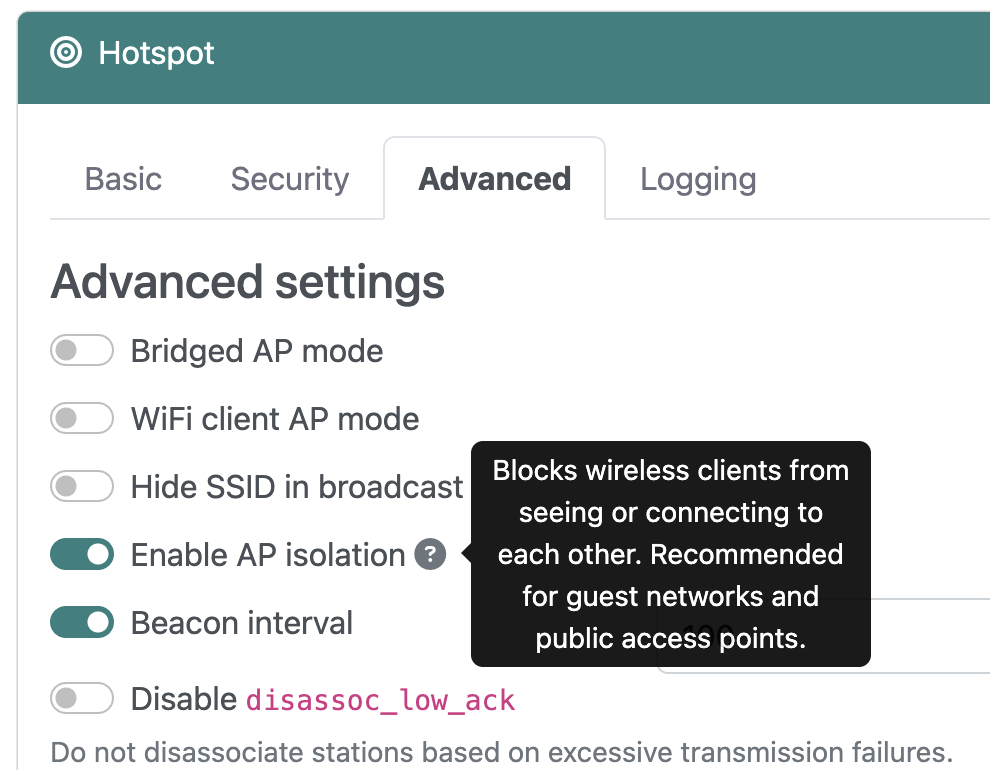 Hotspot
Basic
Security
Advanced
Logging
Advanced settings
Bridged AP mode
WiFi client AP mode
Hide SSID in broadcast
Enable AP isolation ?
Blocks wireless clients from
seeing or connecting to
each other. Recommended
for guest networks and
public access points.
Beacon interval
100
Disable disassoc_low_ack
Do not disassociate stations based on excessive transmission failures.